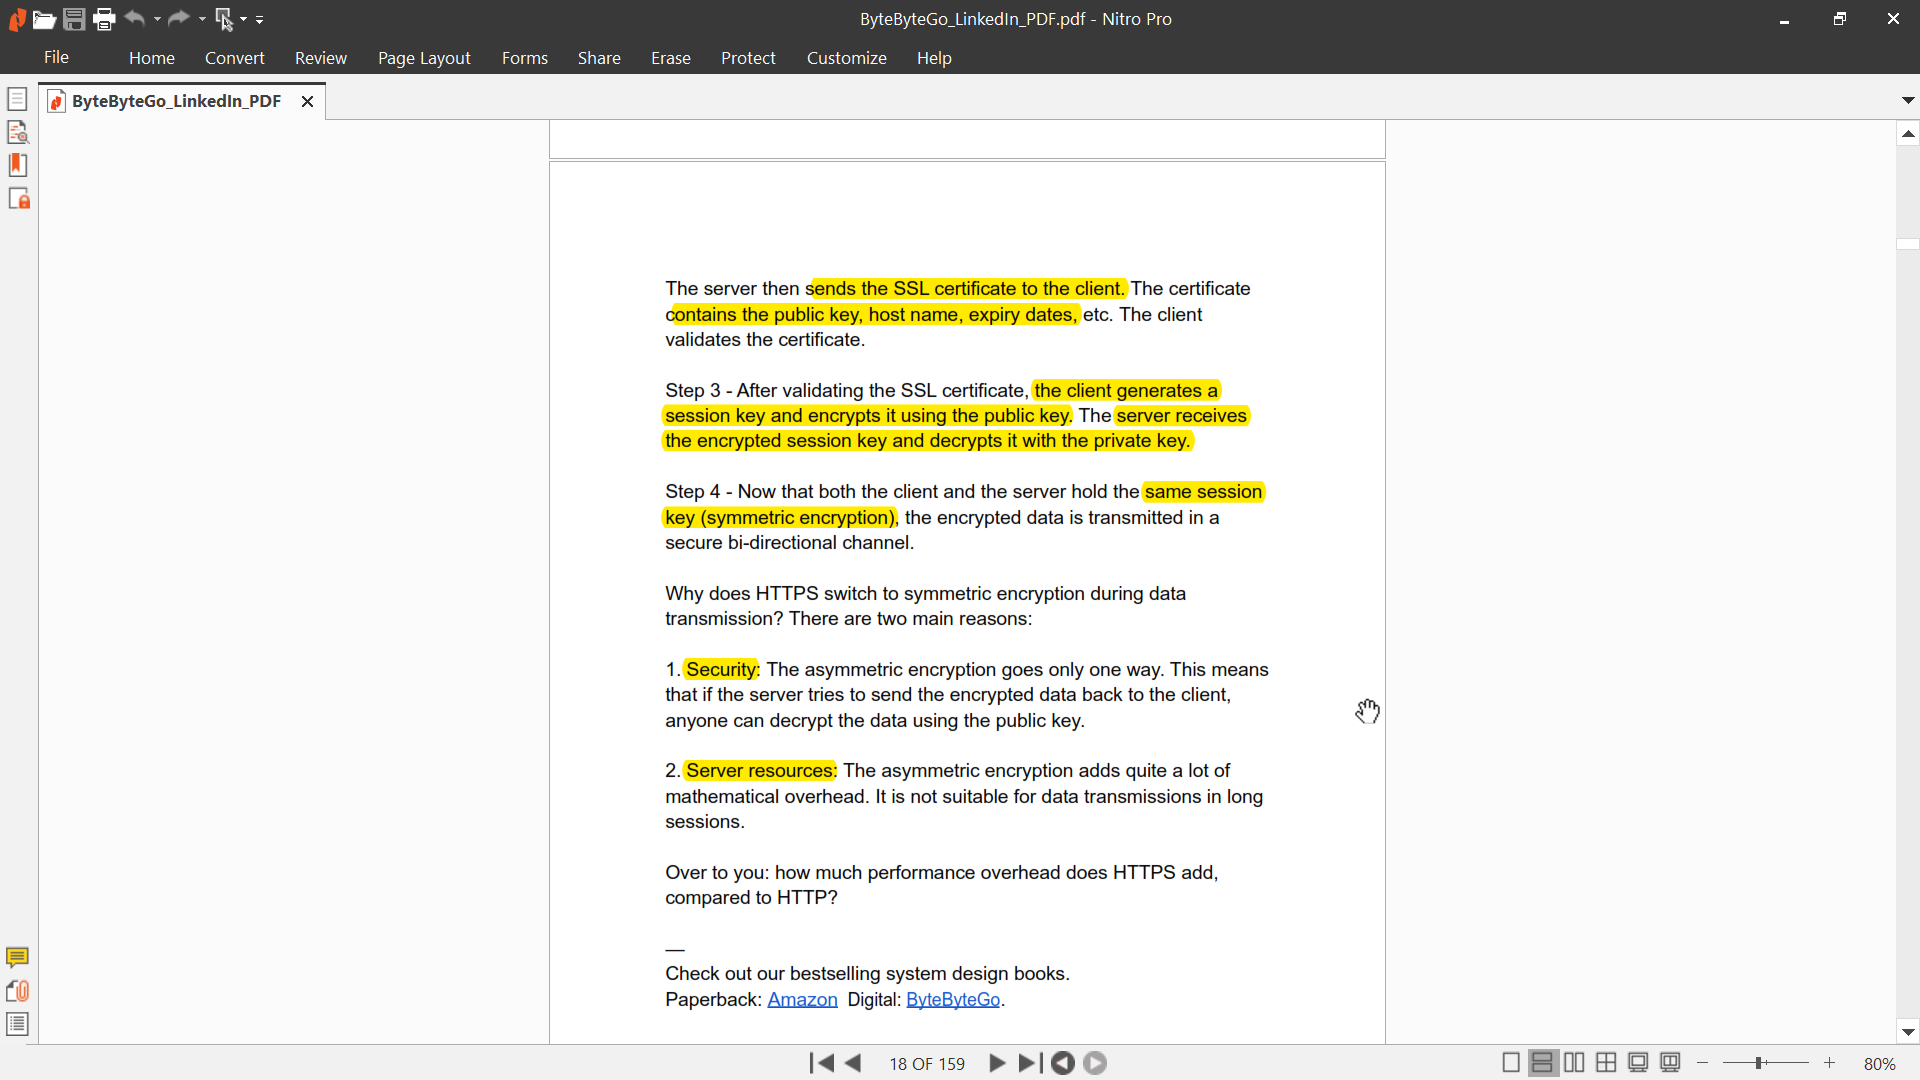 ByteByteGo_LinkedIn_PDF.pdf - Nitro Pro
File Home Convert Review Page Layout Forms Share Erase Protect Customize Help
ByteByteGo_LinkedIn_PDF
The server then sends the SSL certificate to the client. The certificate
contains the public key, host name, expiry dates, etc. The client
validates the certificate.
Step 3 - After validating the SSL certificate, the client generates a
session key and encrypts it using the public key. The server receives
the encrypted session key and decrypts it with the private key.
Step 4 - Now that both the client and the server hold the same session
key (symmetric encryption), the encrypted data is transmitted in a
secure bi-directional channel.
Why does HTTPS switch to symmetric encryption during data
transmission? There are two main reasons:
1. Security: The asymmetric encryption goes only one way. This means
that if the server tries to send the encrypted data back to the client,
anyone can decrypt the data using the public key.
2. Server resources: The asymmetric encryption adds quite a lot of
mathematical overhead. It is not suitable for data transmissions in long
sessions.
Over to you: how much performance overhead does HTTPS add,
compared to HTTP?
—
Check out our bestselling system design books.
Paperback: Amazon Digital: ByteByteGo.
18 OF 159
80%